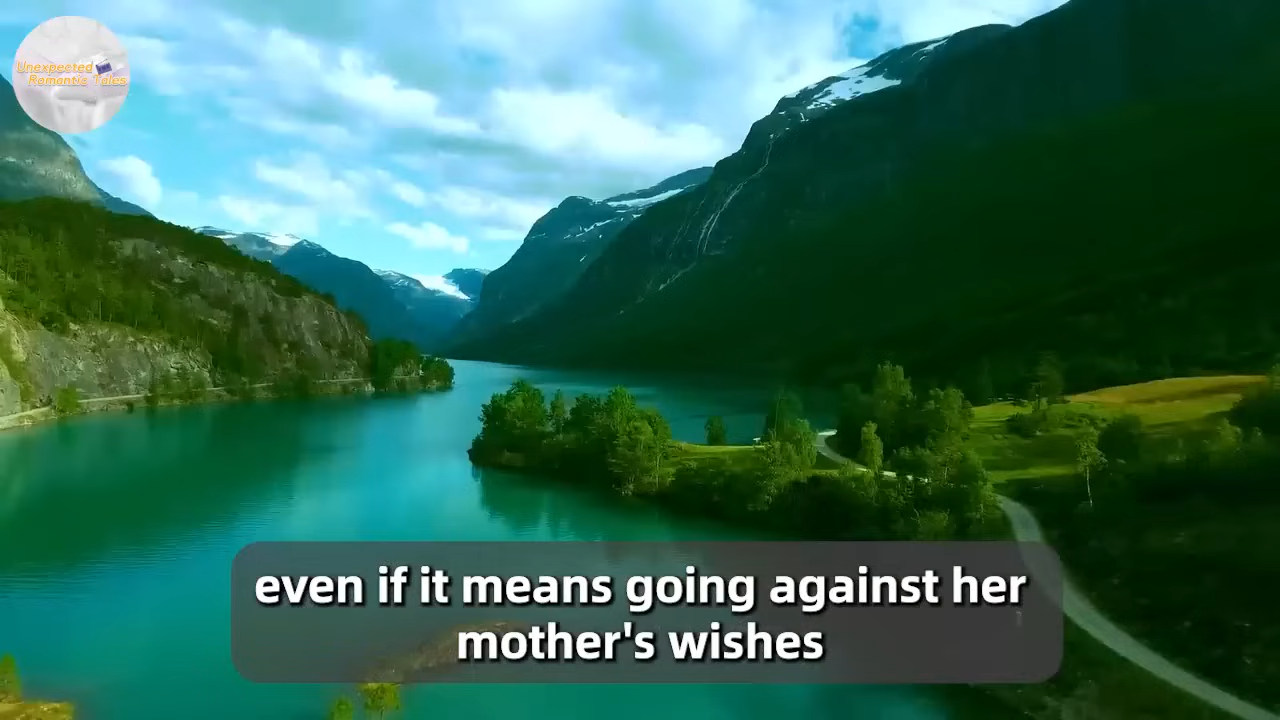 Unexpected
Romantic Tales
even if it means going against her
mother's wishes